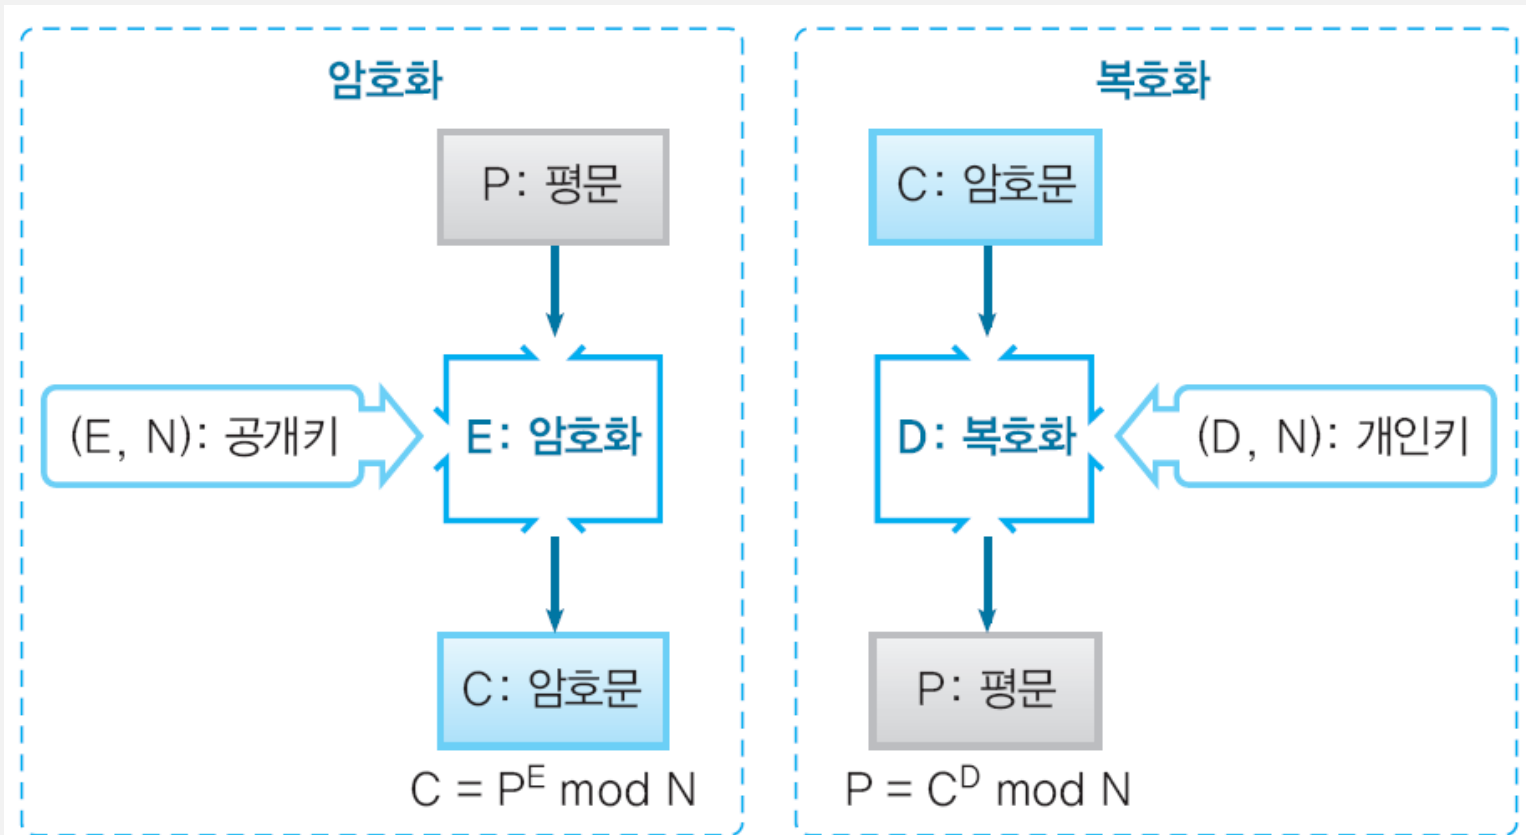 암호화
P: 평문
(E, N): 공개키
E: 암호화
C: 암호문
C = P^E mod N
복호화
C: 암호문
D: 복호화
(D, N): 개인키
P: 평문
P = C^D mod N